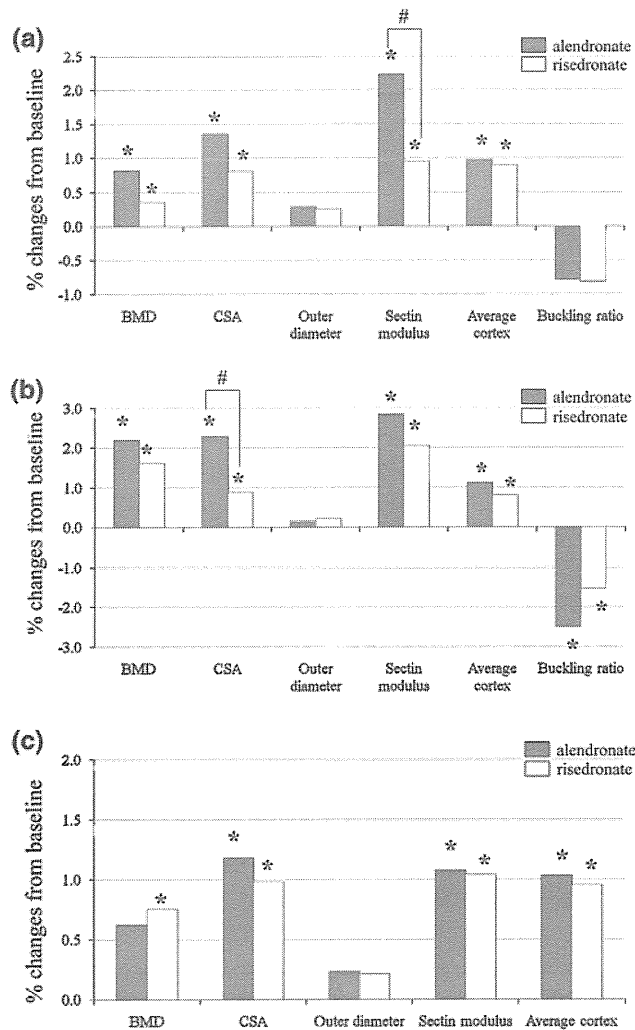 (a)
#
alendronate
risedronate
% changes from baseline
2.5
2.0
1.5
1.0
0.5
0.0
-0.5
-1.0
* * * * * * * *
BMD CSA Outer diameter Sectin modulus Average cortex Buckling ratio
(b)
#
alendronate
risedronate
% changes from baseline
3.0
2.0
1.0
0.0
-1.0
-2.0
-3.0
* * * * * * * * * *
BMD CSA Outer diameter Sectin modulus Average cortex Buckling ratio
(c)
alendronate
risedronate
% changes from baseline
2.0
1.5
1.0
0.5
0.0
* * * * * * *
BMD CSA Outer diameter Sectin modulus Average cortex